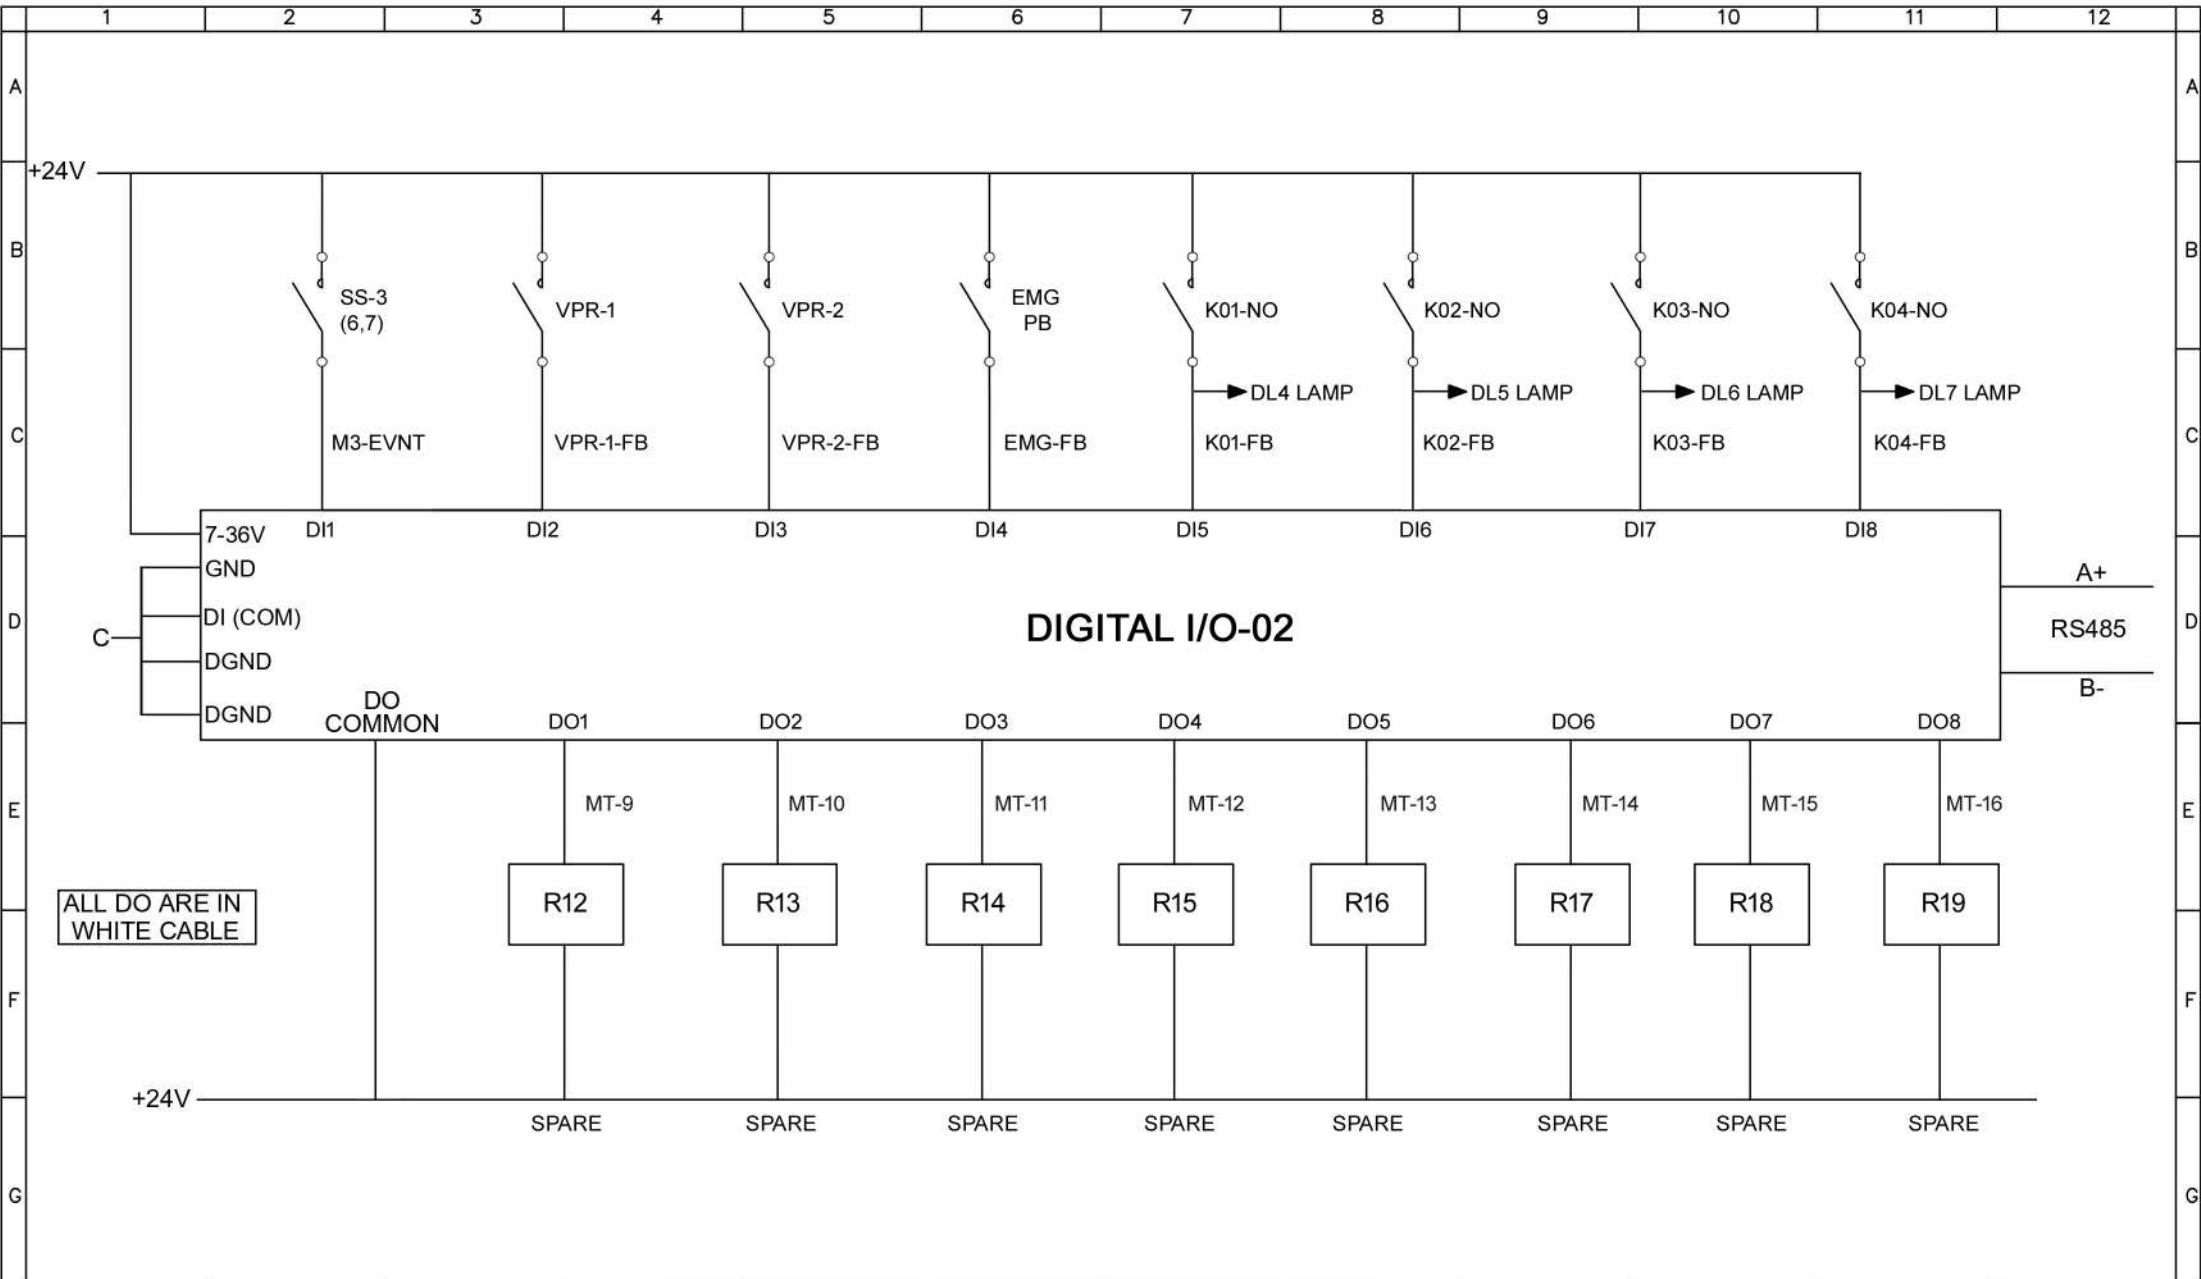 1 2 3 4 5 6 7 8 9 10 11 12
A A
+24V
B B
SS-3
(6,7)
VPR-1
VPR-2
EMG
PB
K01-NO
K02-NO
K03-NO
K04-NO
DL4 LAMP
DL5 LAMP
DL6 LAMP
DL7 LAMP
C C
M3-EVNT
VPR-1-FB
VPR-2-FB
EMG-FB
K01-FB
K02-FB
K03-FB
K04-FB
7-36V
DI1
DI2
DI3
DI4
DI5
DI6
DI7
DI8
GND
DI (COM)
DGND
DGND
C
D D
DIGITAL I/O-02
A+
RS485
B-
DO
COMMON
DO1
DO2
DO3
DO4
DO5
DO6
DO7
DO8
E E
MT-9
MT-10
MT-11
MT-12
MT-13
MT-14
MT-15
MT-16
ALL DO ARE IN
WHITE CABLE
R12
R13
R14
R15
R16
R17
R18
R19
F F
+24V
SPARE
SPARE
SPARE
SPARE
SPARE
SPARE
SPARE
SPARE
G G